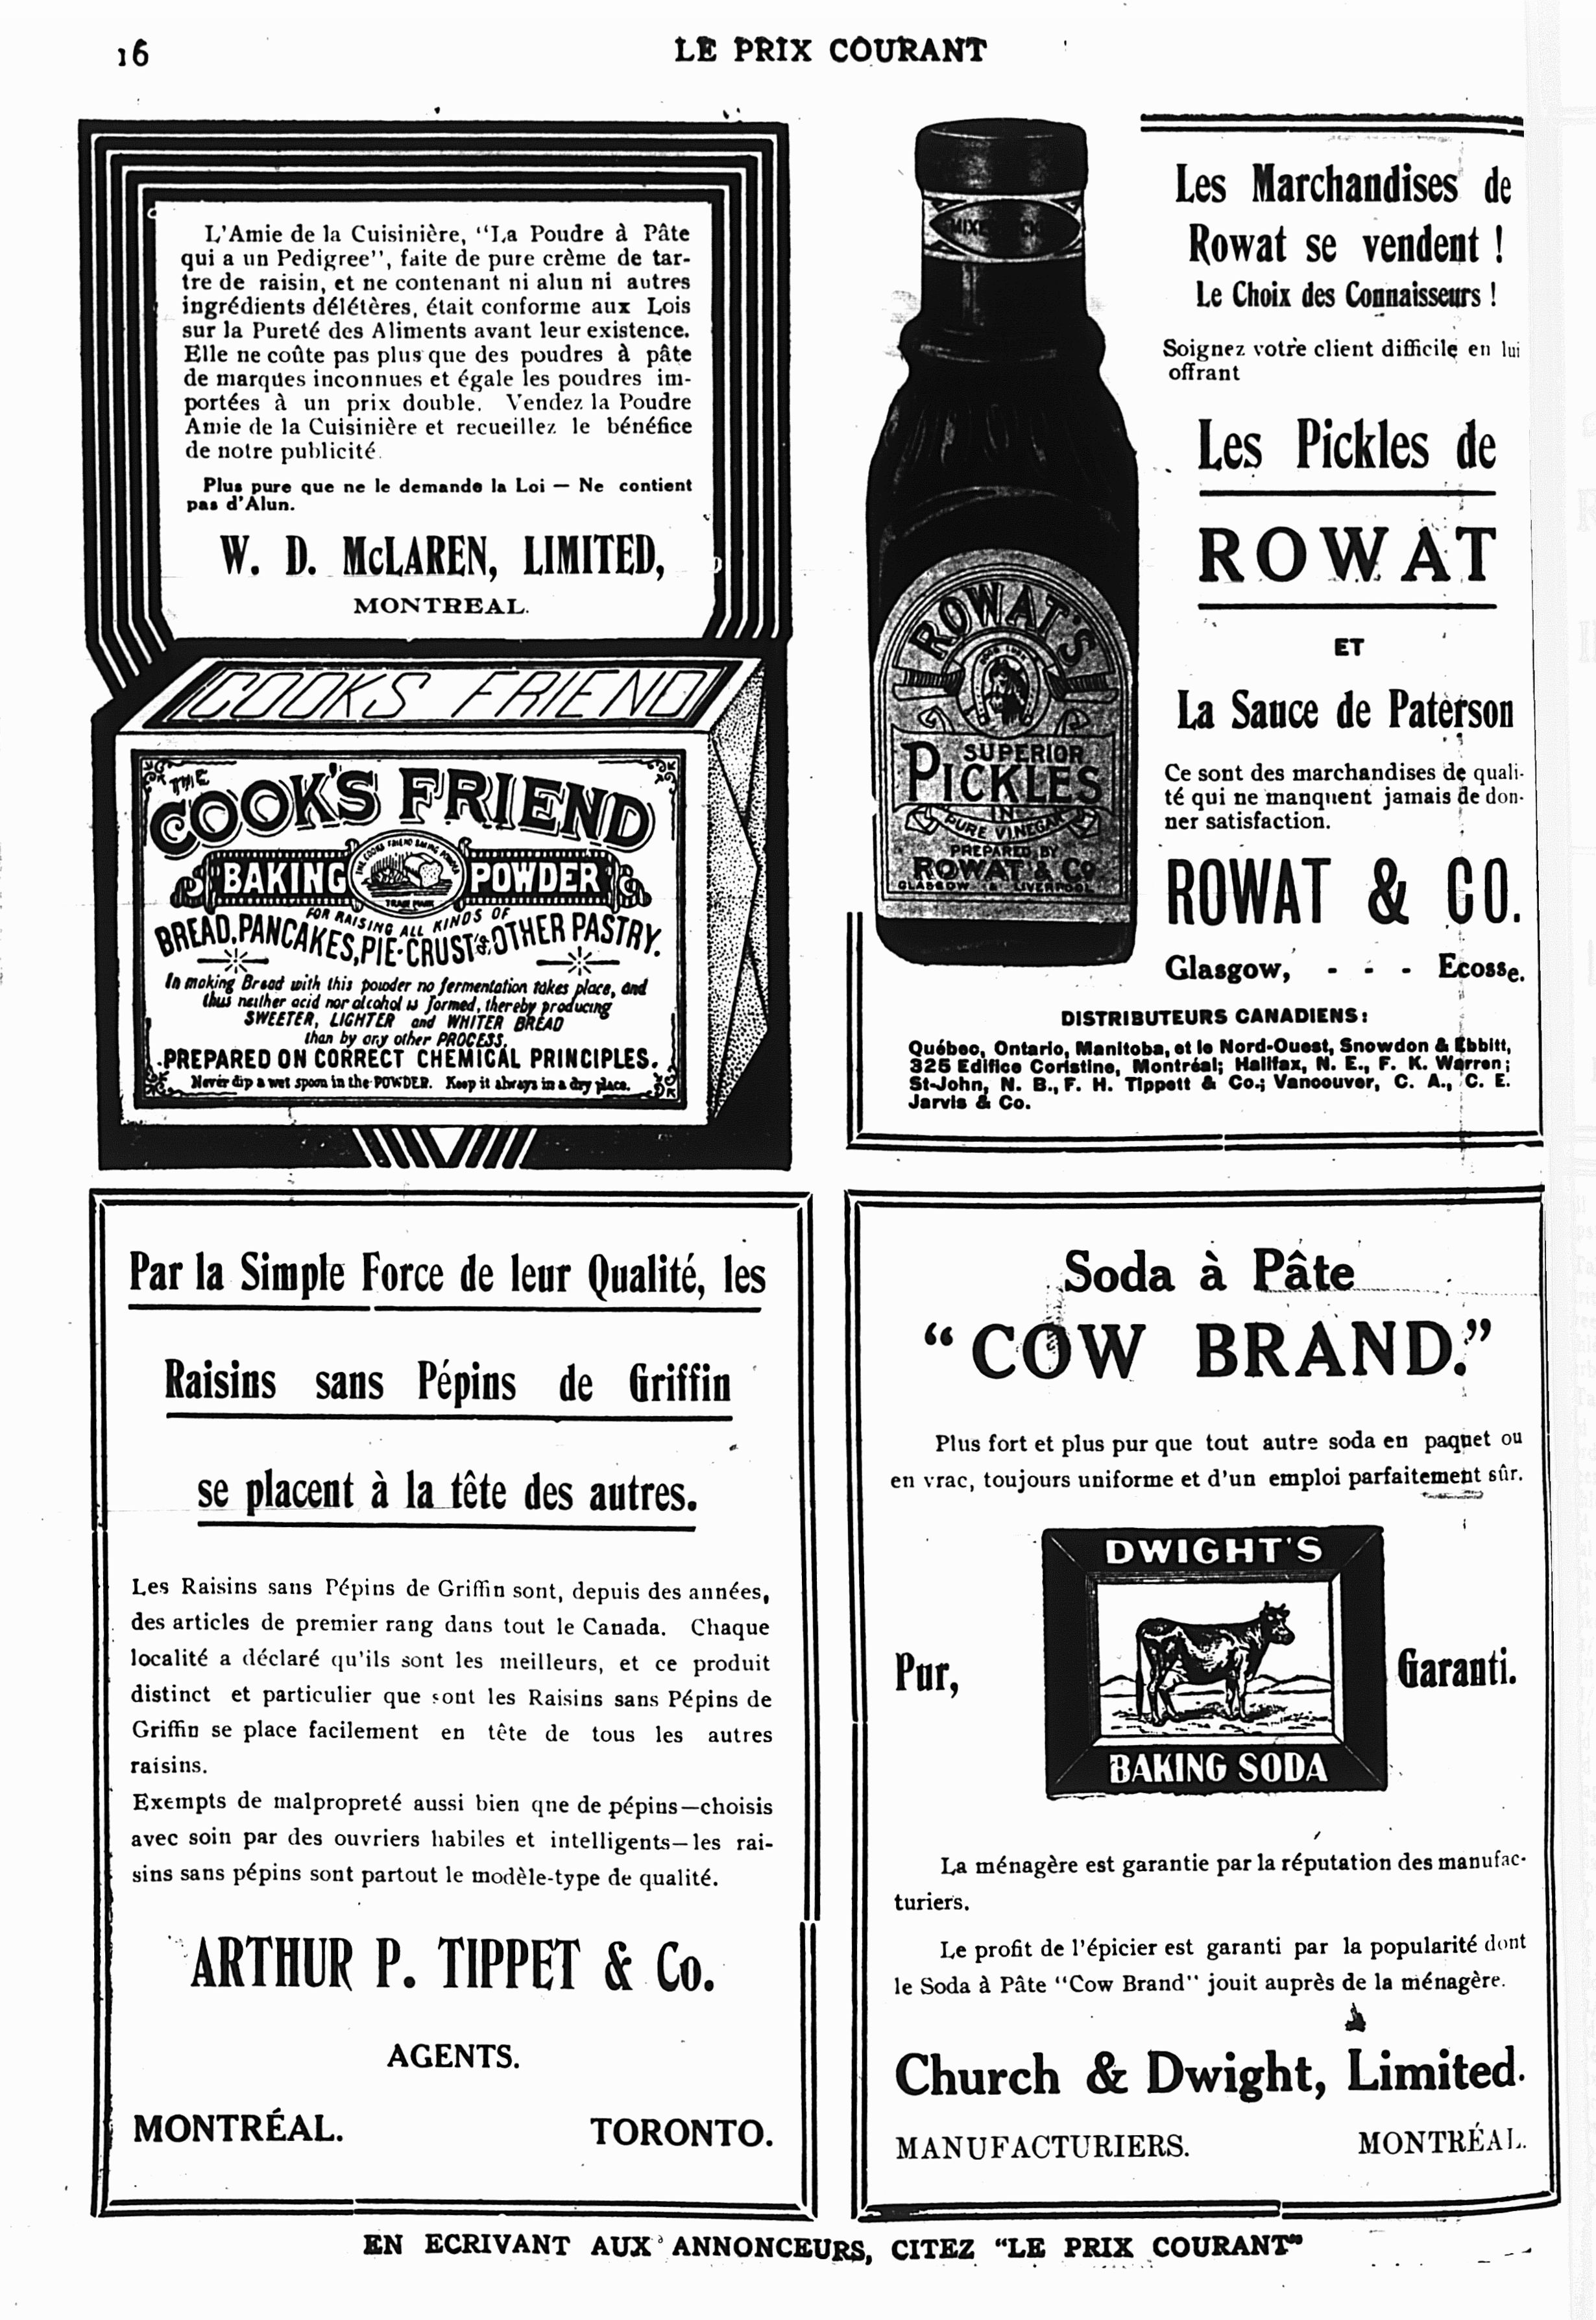 16
LE PRIX COURANT
L'Amie de la Cuisinière, "La Poudre à Pâte
qui a un Pedigree", faite de pure crème de tar-
tre de raisin, et ne contenant ni alun ni autres
ingrédients délétères, était conforme aux Lois
sur la Pureté des Aliments avant leur existence.
Elle ne coûte pas plus que des poudres à pâte
de marques inconnues et égale les poudres im-
portées à un prix double. Vendez la Poudre
Amie de la Cuisinière et recueillez le bénéfice
de notre publicité.
Plus pure que ne le demande la Loi — Ne contient
pas d'Alun.
W. D. McLAREN, LIMITED,
MONTREAL.
COOKS FRIEND
THE
COOK'S FRIEND
BAKING POWDER
THE COOKS FRIEND BAKING POWDER
TRADE MARK
FOR RAISING ALL KINDS OF
BREAD, PANCAKES, PIE-CRUST & OTHER PASTRY.
In making Bread with this powder no fermentation takes place, and
thus neither acid nor alcohol is formed, thereby producing
SWEETER, LIGHTER and WHITER BREAD
than by any other PROCESS.
PREPARED ON CORRECT CHEMICAL PRINCIPLES.
Never dip a wet spoon in the POWDER. Keep it always in a dry place.
ROWAT'S
SUPERIOR
PICKLES
IN
PURE VINEGAR
PREPARED BY
ROWAT & Co
GLASGOW & LIVERPOOL
Les Marchandises de
Rowat se vendent !
Le Choix des Connaisseurs !
Soignez votre client difficile en lui
offrant
Les Pickles de
ROWAT
ET
La Sauce de Paterson
Ce sont des marchandises de quali-
té qui ne manquent jamais de don-
ner satisfaction.
ROWAT & CO.
Glasgow, - - - Ecosse.
DISTRIBUTEURS CANADIENS:
Québec, Ontario, Manitoba, et le Nord-Ouest, Snowdon & Ebbitt,
325 Edifice Coristine, Montréal; Halifax, N. E., F. K. Warren;
St-John, N. B., F. H. Tippett & Co.; Vancouver, C. A., C. E.
Jarvis & Co.
Par la Simple Force de leur Qualité, les
Raisins sans Pépins de Griffin
se placent à la tête des autres.
Les Raisins sans Pépins de Griffin sont, depuis des années,
des articles de premier rang dans tout le Canada. Chaque
localité a déclaré qu'ils sont les meilleurs, et ce produit
distinct et particulier que sont les Raisins sans Pépins de
Griffin se place facilement en tête de tous les autres
raisins.
Exempts de malpropreté aussi bien qne de pépins—choisis
avec soin par des ouvriers habiles et intelligents—les rai-
sins sans pépins sont partout le modèle-type de qualité.
ARTHUR P. TIPPET & Co.
AGENTS.
MONTRÉAL. TORONTO.
Soda à Pâte
"COW BRAND."
Plus fort et plus pur que tout autre soda en paquet ou
en vrac, toujours uniforme et d'un emploi parfaitement sûr.
DWIGHT'S
Pur, Garanti.
BAKING SODA
La ménagère est garantie par la réputation des manufac-
turiers.
Le profit de l'épicier est garanti par la popularité dont
le Soda à Pâte "Cow Brand" jouit auprès de la ménagère.
Church & Dwight, Limited.
MANUFACTURIERS. MONTRÉAL.
EN ECRIVANT AUX ANNONCEURS, CITEZ "LE PRIX COURANT"